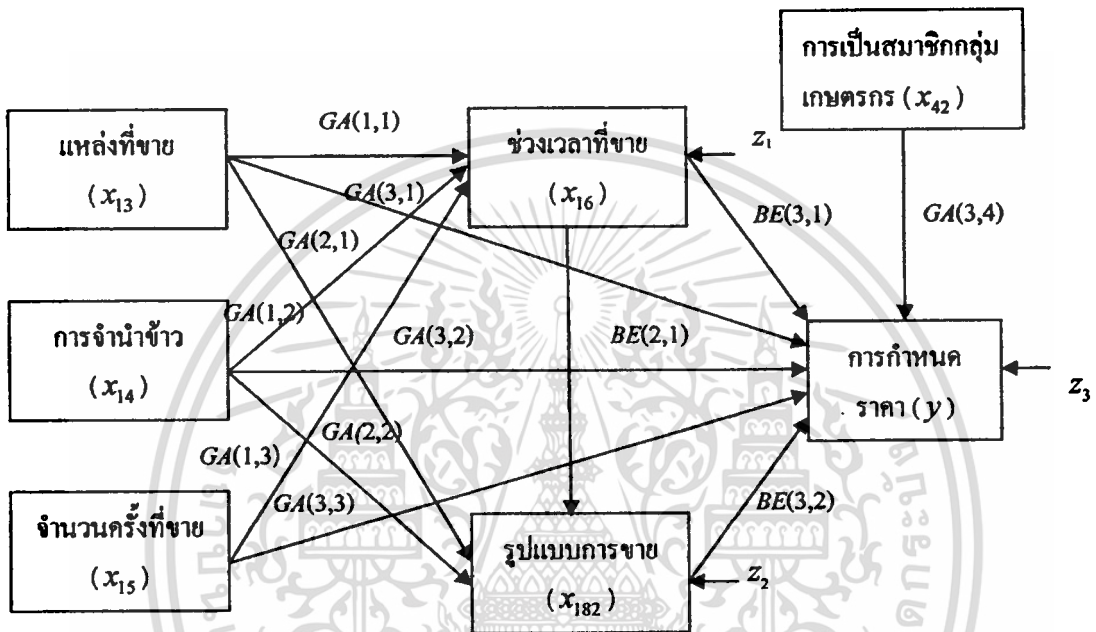 การเป็นสมาชิกกลุ่ม
เกษตรกร (x₄₂)
แหล่งที่ขาย
(x₁₃)
GA(1,1)
ช่วงเวลาที่ขาย
(x₁₆)
z₁
GA(3,1)
BE(3,1)
GA(3,4)
GA(2,1)
การจำนำข้าว
(x₁₄)
GA(1,2)
GA(3,2)
BE(2,1)
การกำหนด
ราคา (y)
z₃
GA(2,2)
GA(1,3)
จำนวนครั้งที่ขาย
(x₁₅)
GA(3,3)
BE(3,2)
รูปแบบการขาย
(x₁₈₂)
z₂